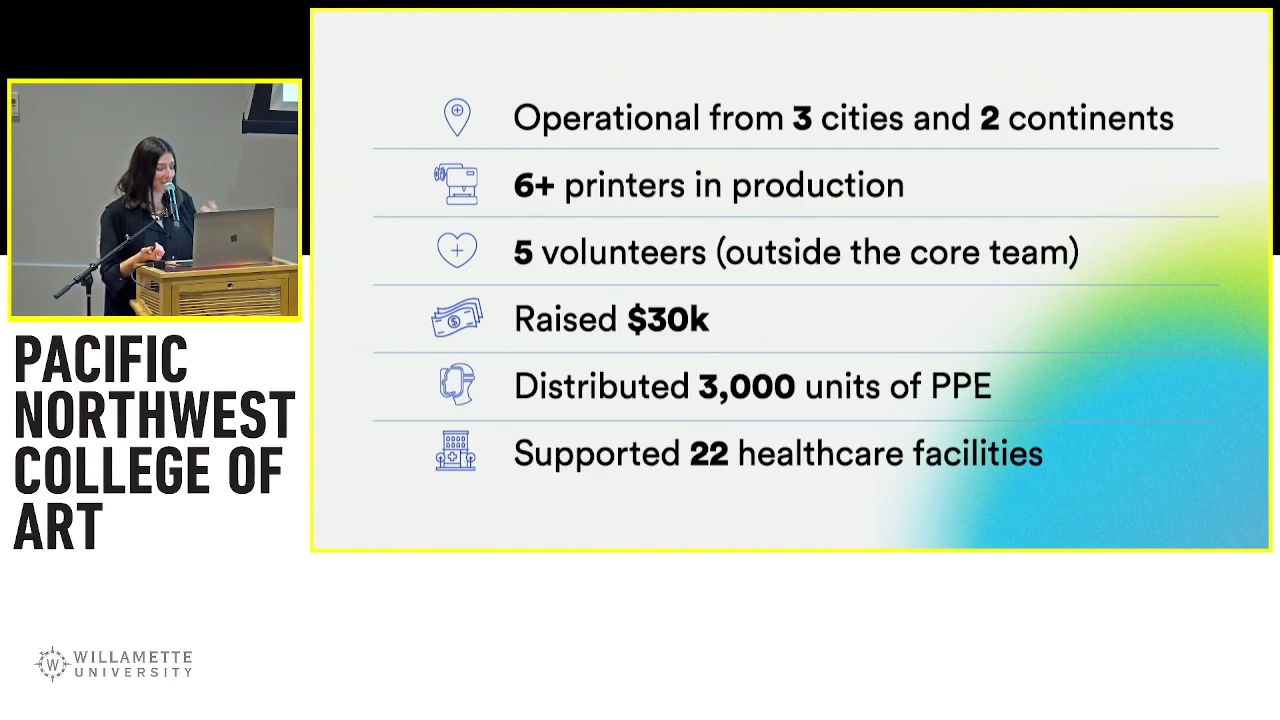 Operational from 3 cities and 2 continents
6+ printers in production
5 volunteers (outside the core team)
Raised $30k
Distributed 3,000 units of PPE
Supported 22 healthcare facilities
PACIFIC
NORTHWEST
COLLEGE OF
ART
W
WILLAMETTE
UNIVERSITY